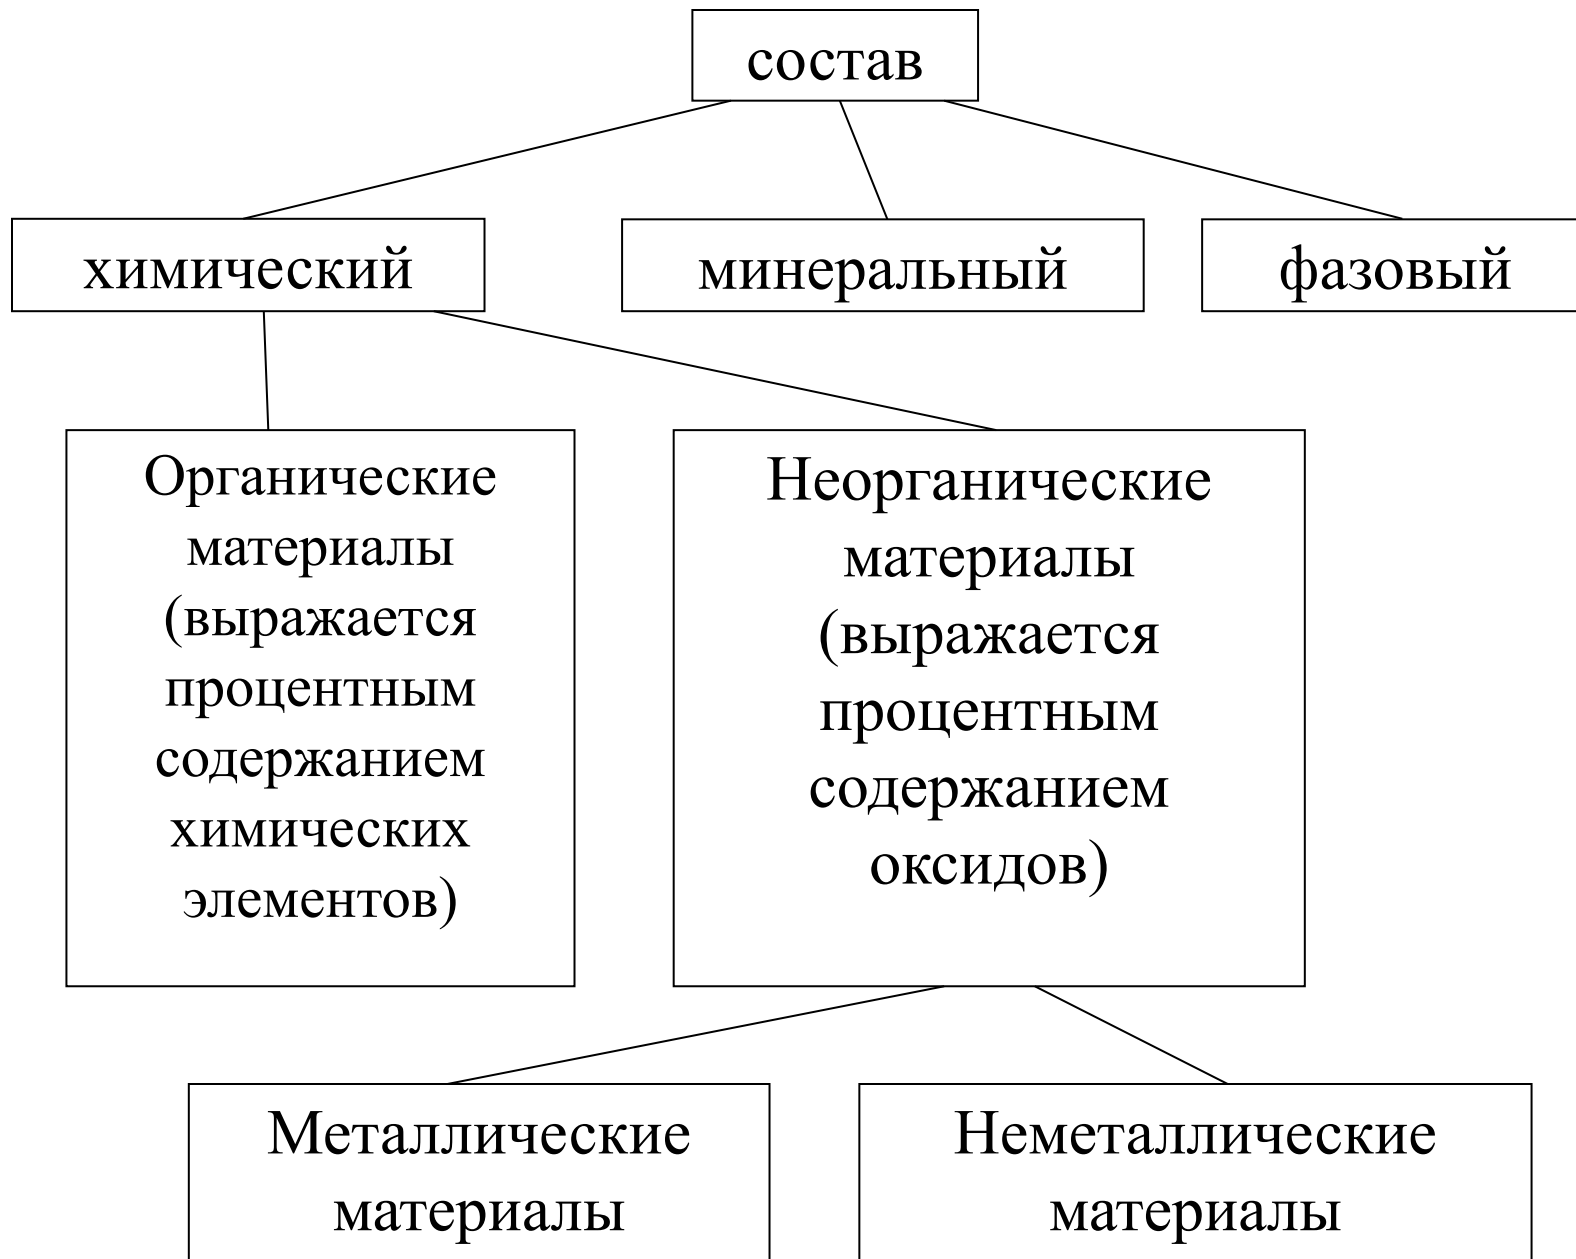 состав
химический
минеральный
фазовый
Органические
материалы
(выражается
процентным
содержанием
химических
элементов)
Неорганические
материалы
(выражается
процентным
содержанием
оксидов)
Металлические
материалы
Неметаллические
материалы